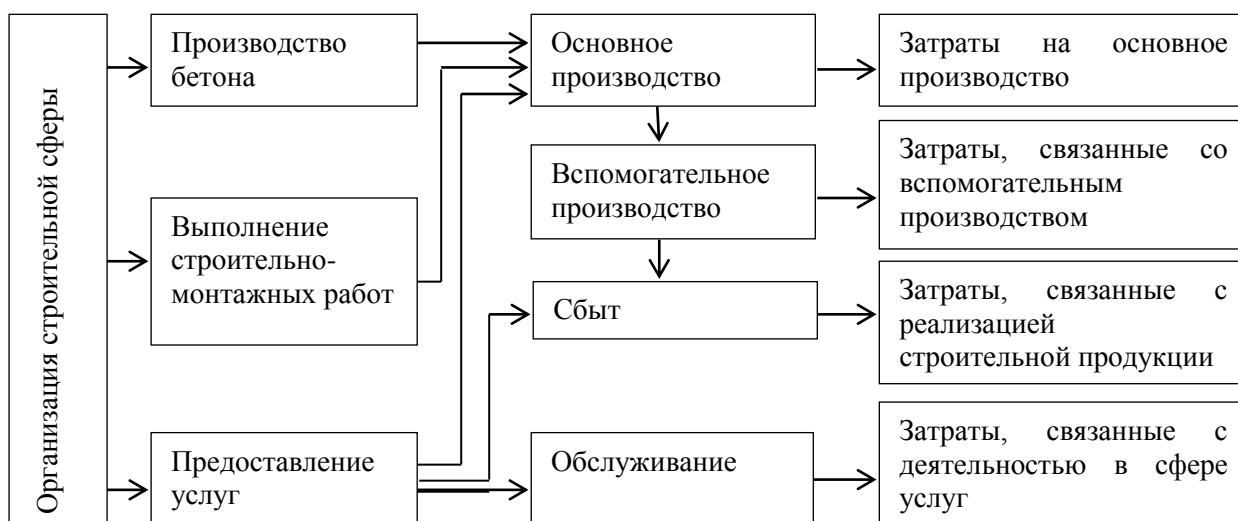 Организация строительной сферы
Производство
бетона
Выполнение
строительно-
монтажных работ
Предоставление
услуг
Основное
производство
Вспомогательное
производство
Сбыт
Обслуживание
Затраты на основное
производство
Затраты, связанные со
вспомогательным
производством
Затраты, связанные с
реализацией
строительной продукции
Затраты, связанные с
деятельностью в сфере
услуг